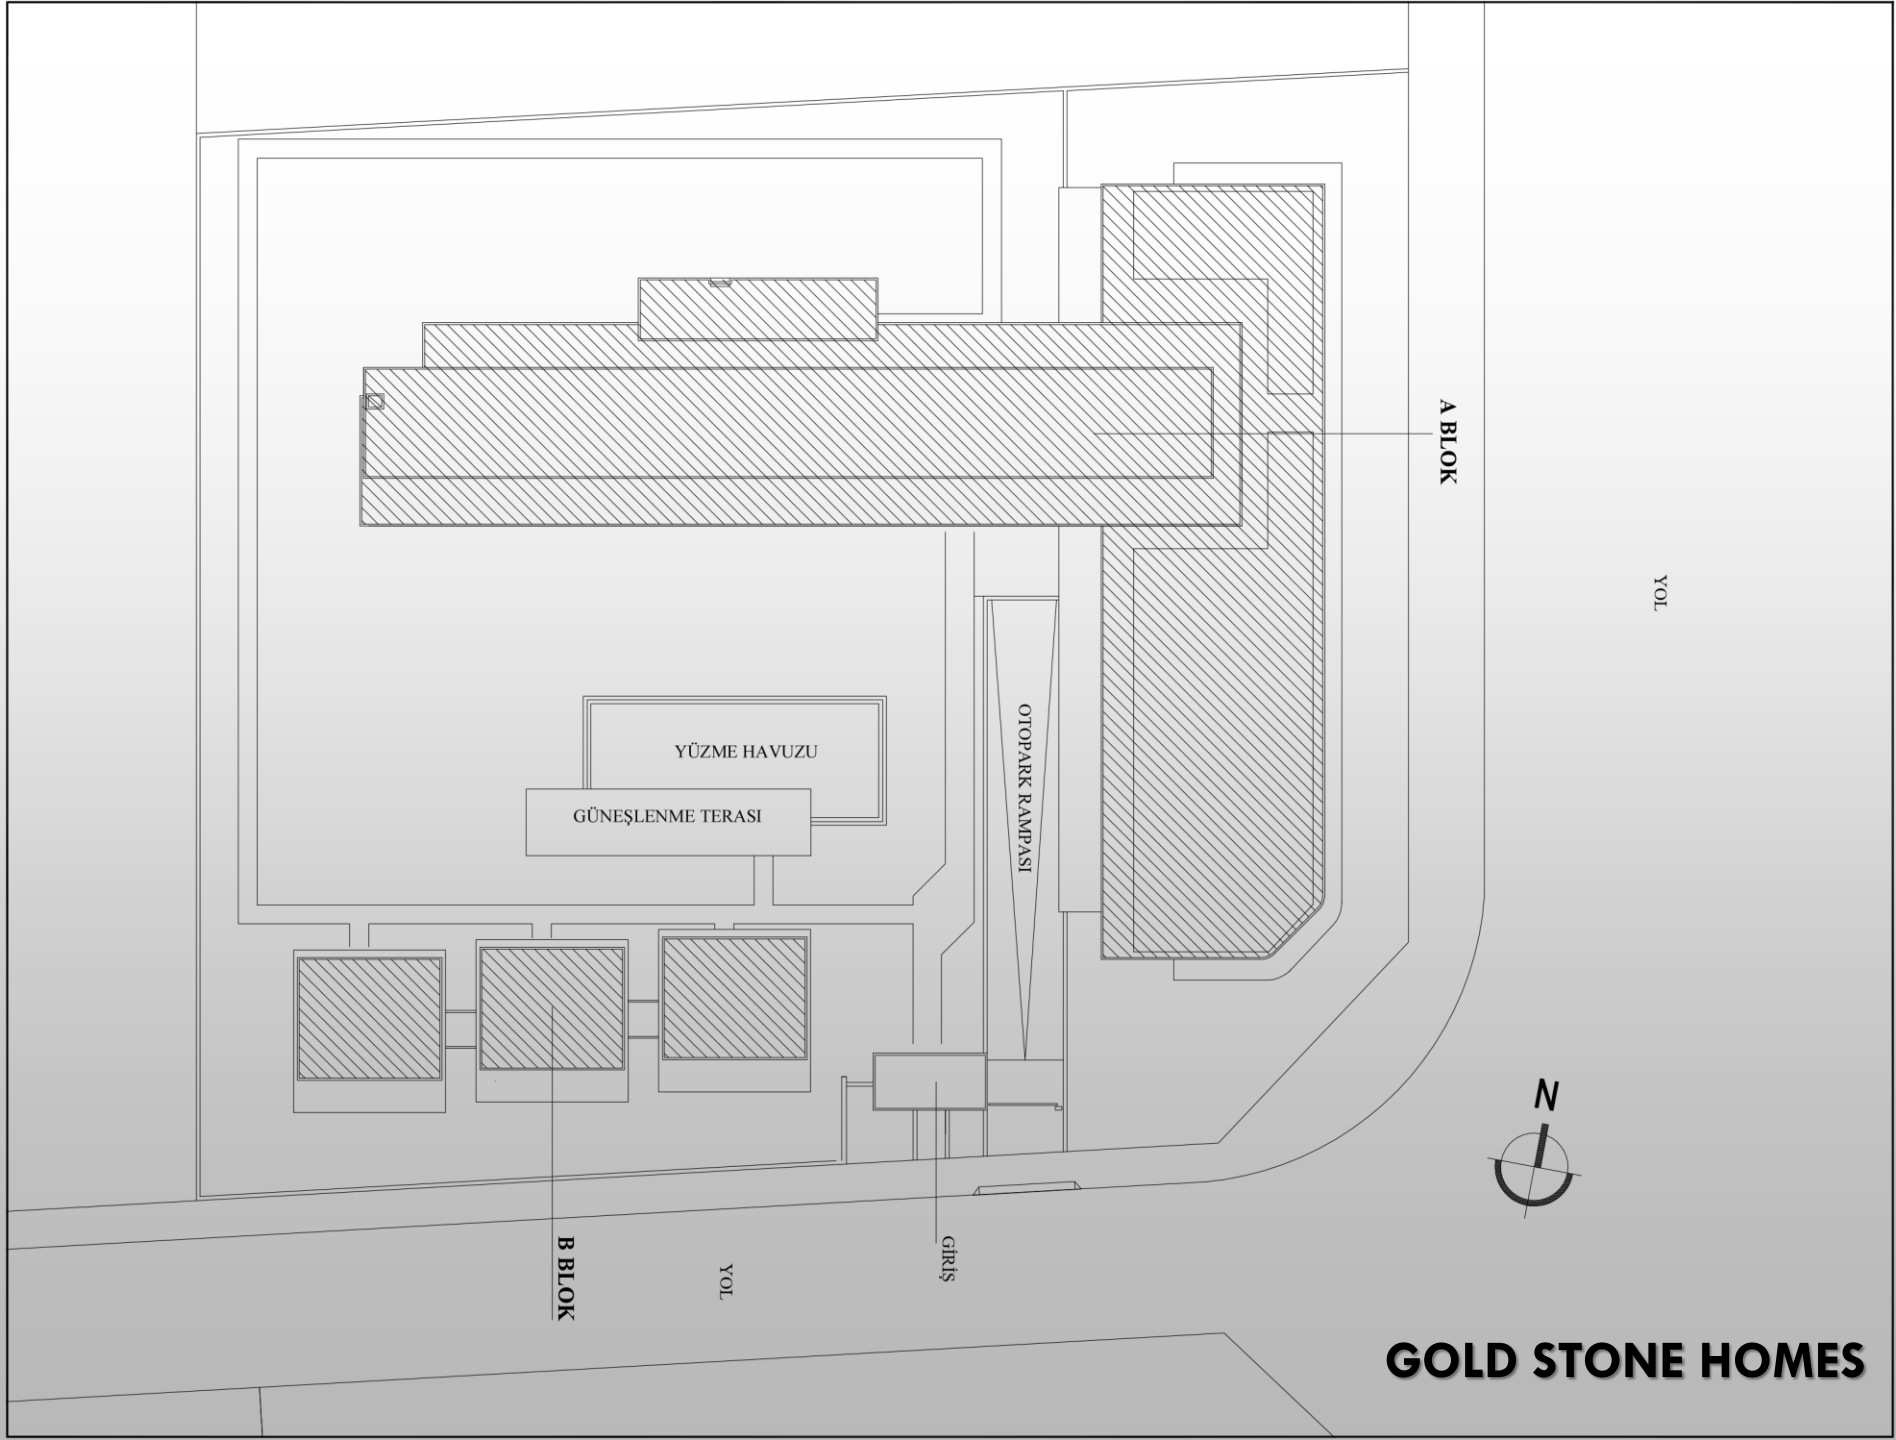 A BLOK
YOL
OTOPARK RAMPASI
YÜZME HAVUZU
GÜNEŞLENME TERASI
N
B BLOK
YOL
GİRİŞ
GOLD STONE HOMES